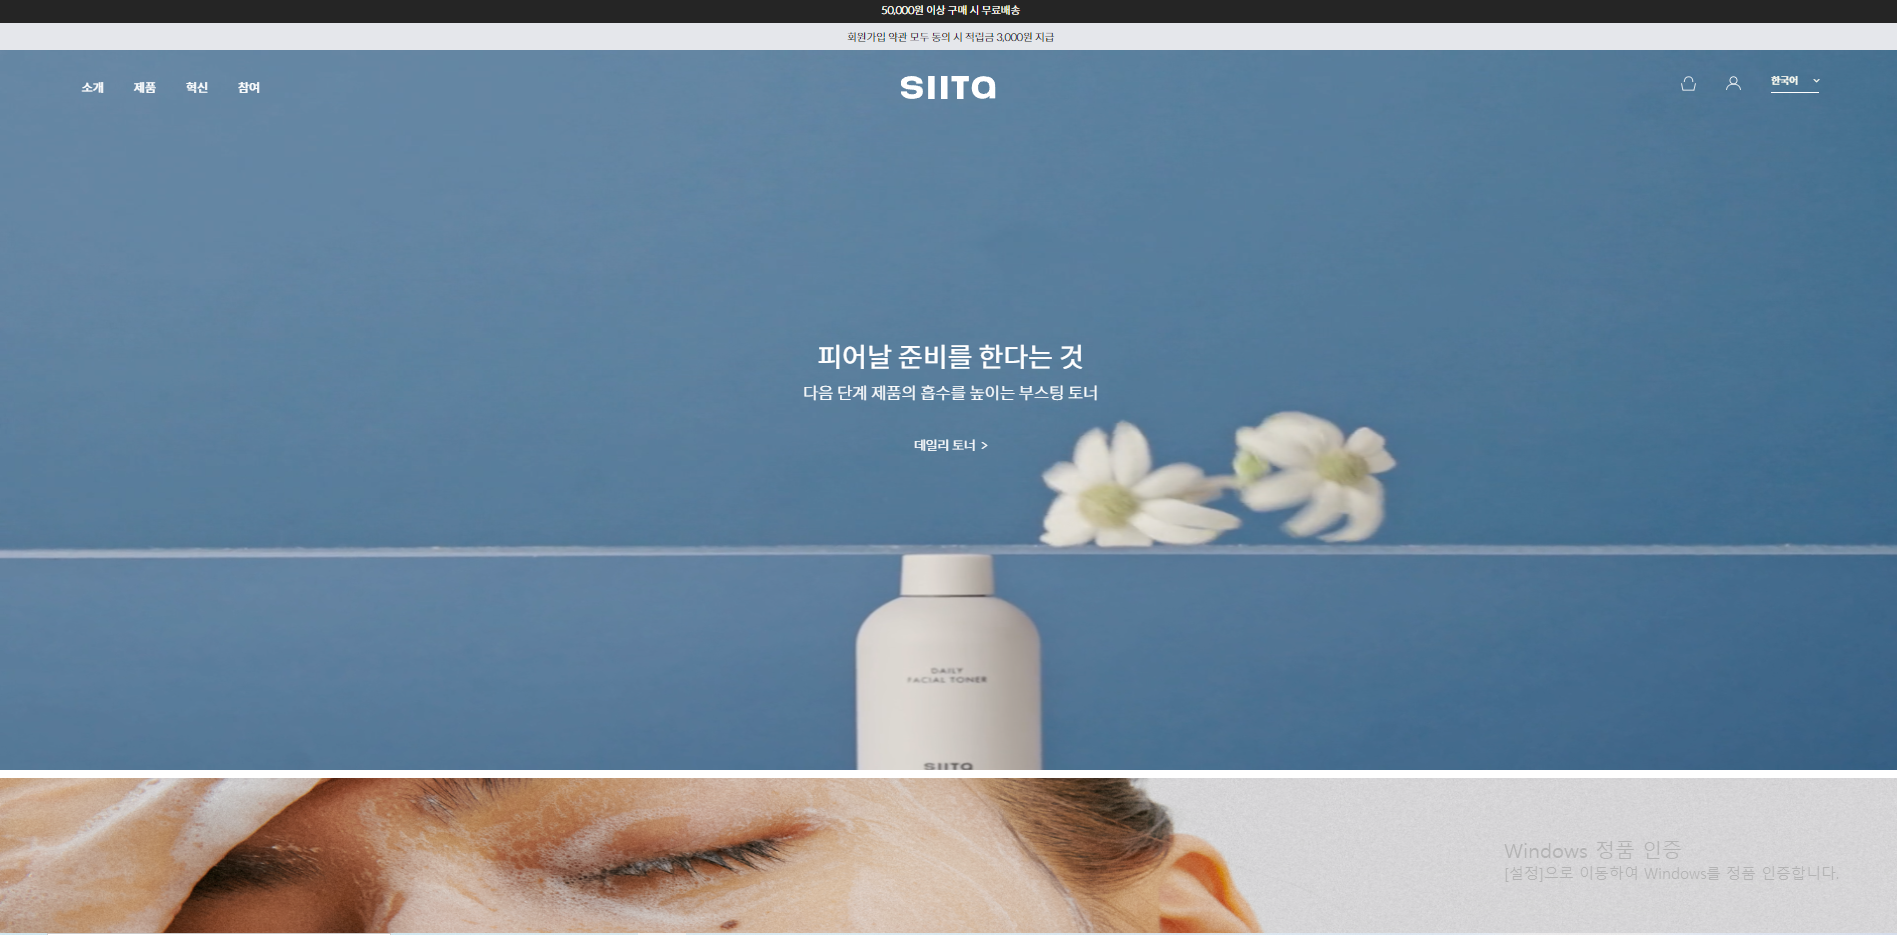 50,000원 이상 구매 시 무료배송
회원가입 약관 모두 동의 시 적립금 3,000원 지급
소개 제품 혁신 참여
SIITA
한국어
피어날 준비를 한다는 것
다음 단계 제품의 흡수를 높이는 부스팅 토너
데일리 토너 >
DAILY
FACIAL TONER
SIITA
Windows 정품 인증
[설정]으로 이동하여 Windows를 정품 인증합니다.